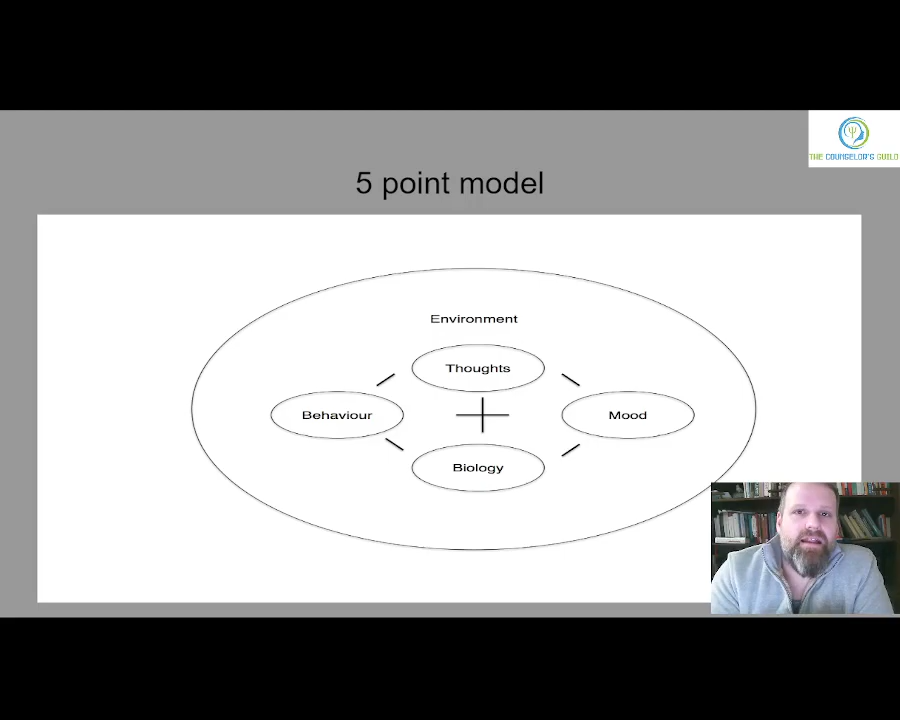 THE COUNSELOR'S GUILD
5 point model
Environment
Thoughts
Behaviour
Mood
Biology